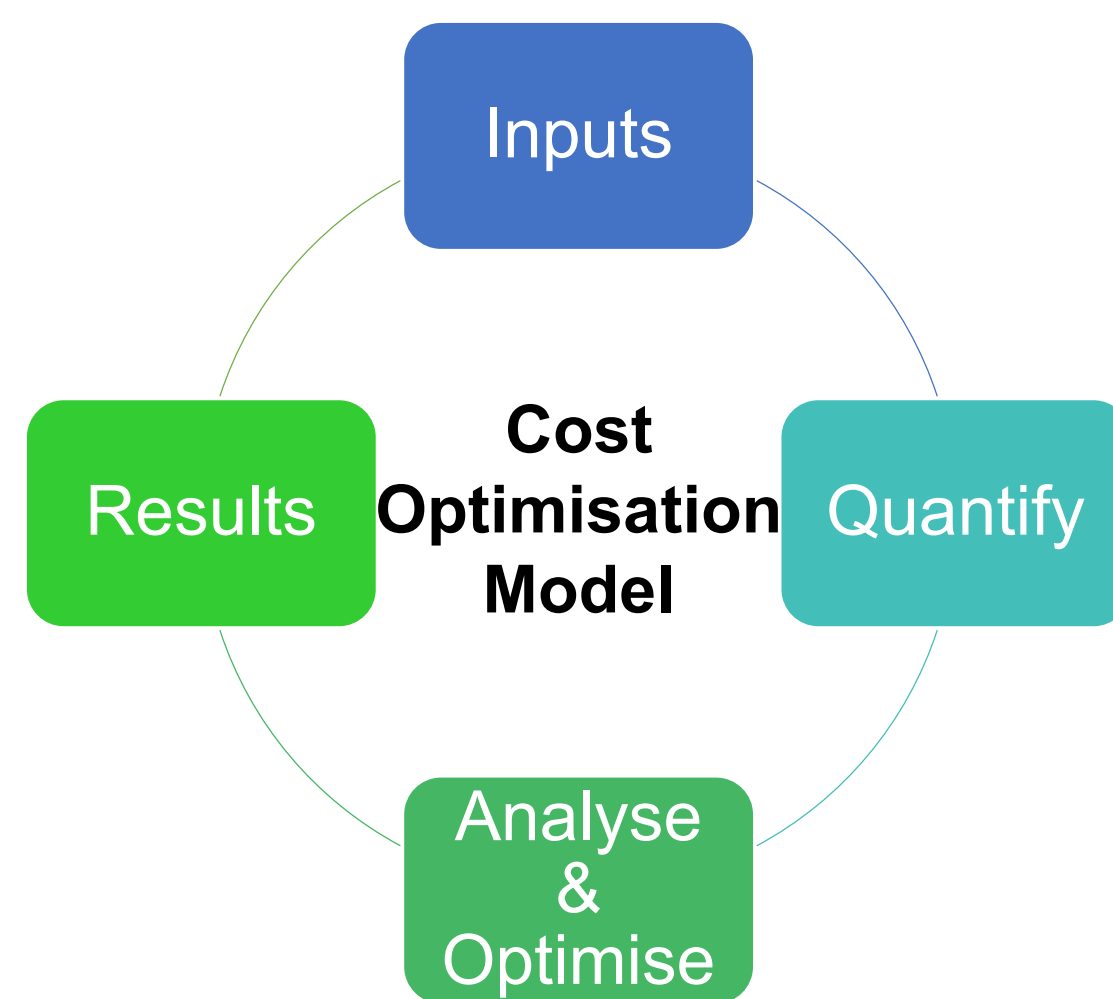 Inputs
Cost
Optimisation
Model
Results
Quantify
Analyse
&
Optimise